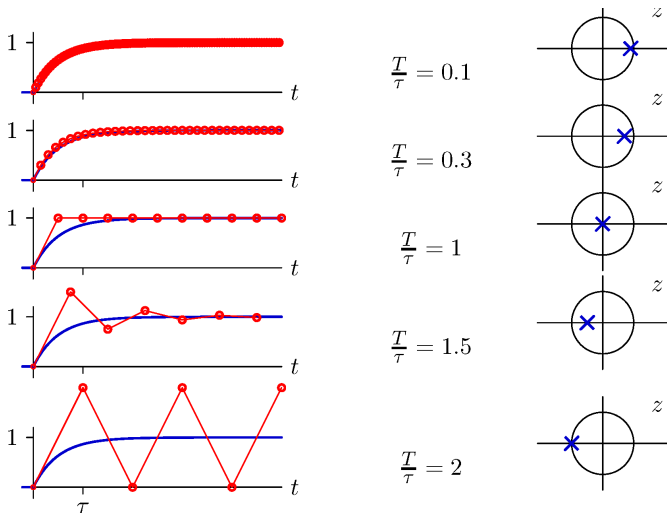 z
1
t
T/τ = 0.1
z
1
t
T/τ = 0.3
z
1
t
T/τ = 1
z
1
t
T/τ = 1.5
z
1
t
T/τ = 2
τ